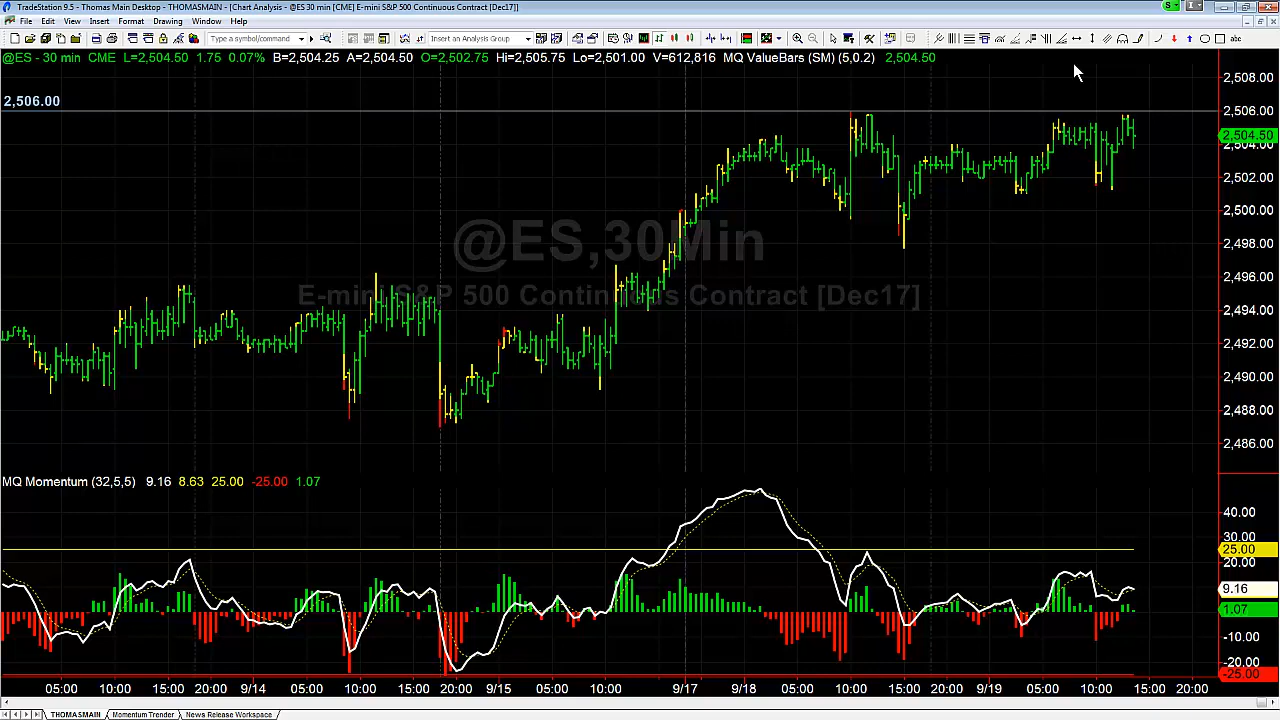 TradeStation 9.5 - Thomas Main Desktop - THOMASMAIN - [Chart Analysis - @ES 30 min [CME] E-mini S&P 500 Continuous Contract [Dec17]]
File Edit View Insert Format Drawing Window Help
Type a symbol/command
Insert an Analysis Group
abc
@ES - 30 min CME L=2,504.50 1.75 0.07% B=2,504.25 A=2,504.50 O=2,502.75 Hi=2,505.75 Lo=2,501.00 V=612,816 MQ ValueBars (SM) (5,0.2) 2,504.50
2,506.00
2,508.00
2,506.00
2,504.50
2,504.00
2,502.00
2,500.00
2,498.00
2,496.00
2,494.00
2,492.00
2,490.00
2,488.00
2,486.00
@ES,30Min
E-mini S&P 500 Continuous Contract [Dec17]
MQ Momentum (32,5,5) 9.16 8.63 25.00 -25.00 1.07
40.00
30.00
25.00
20.00
9.16
1.07
-10.00
-20.00
-25.00
05:00 10:00 15:00 20:00 9/14 05:00 10:00 15:00 20:00 9/15 05:00 10:00 9/17 9/18 05:00 10:00 15:00 20:00 9/19 05:00 10:00 15:00 20:00
THOMASMAIN Momentum Trender News Release Workspace